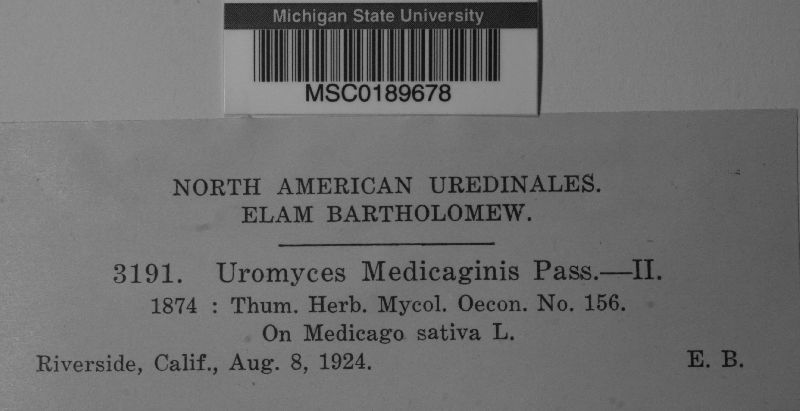 Michigan State University
MSC0189678
NORTH AMERICAN UREDINALES.
ELAM BARTHOLOMEW.
3191. Uromyces Medicaginis Pass.—II.
1874 : Thum. Herb. Mycol. Oecon. No. 156.
On Medicago sativa L.
Riverside, Calif., Aug. 8, 1924. E. B.